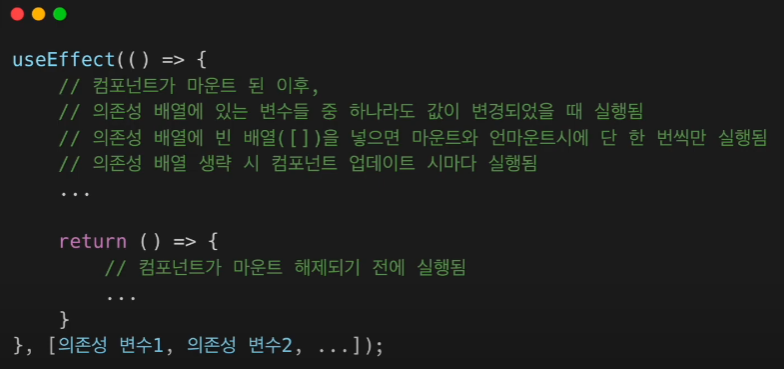 useEffect(() => {
    // 컴포넌트가 마운트 된 이후,
    // 의존성 배열에 있는 변수들 중 하나라도 값이 변경되었을 때 실행됨
    // 의존성 배열에 빈 배열([])을 넣으면 마운트와 언마운트시에 단 한 번씩만 실행됨
    // 의존성 배열 생략 시 컴포넌트 업데이트 시마다 실행됨
    ...
    return () => {
        // 컴포넌트가 마운트 해제되기 전에 실행됨
        ...
    }
}, [의존성 변수1, 의존성 변수2, ...]);